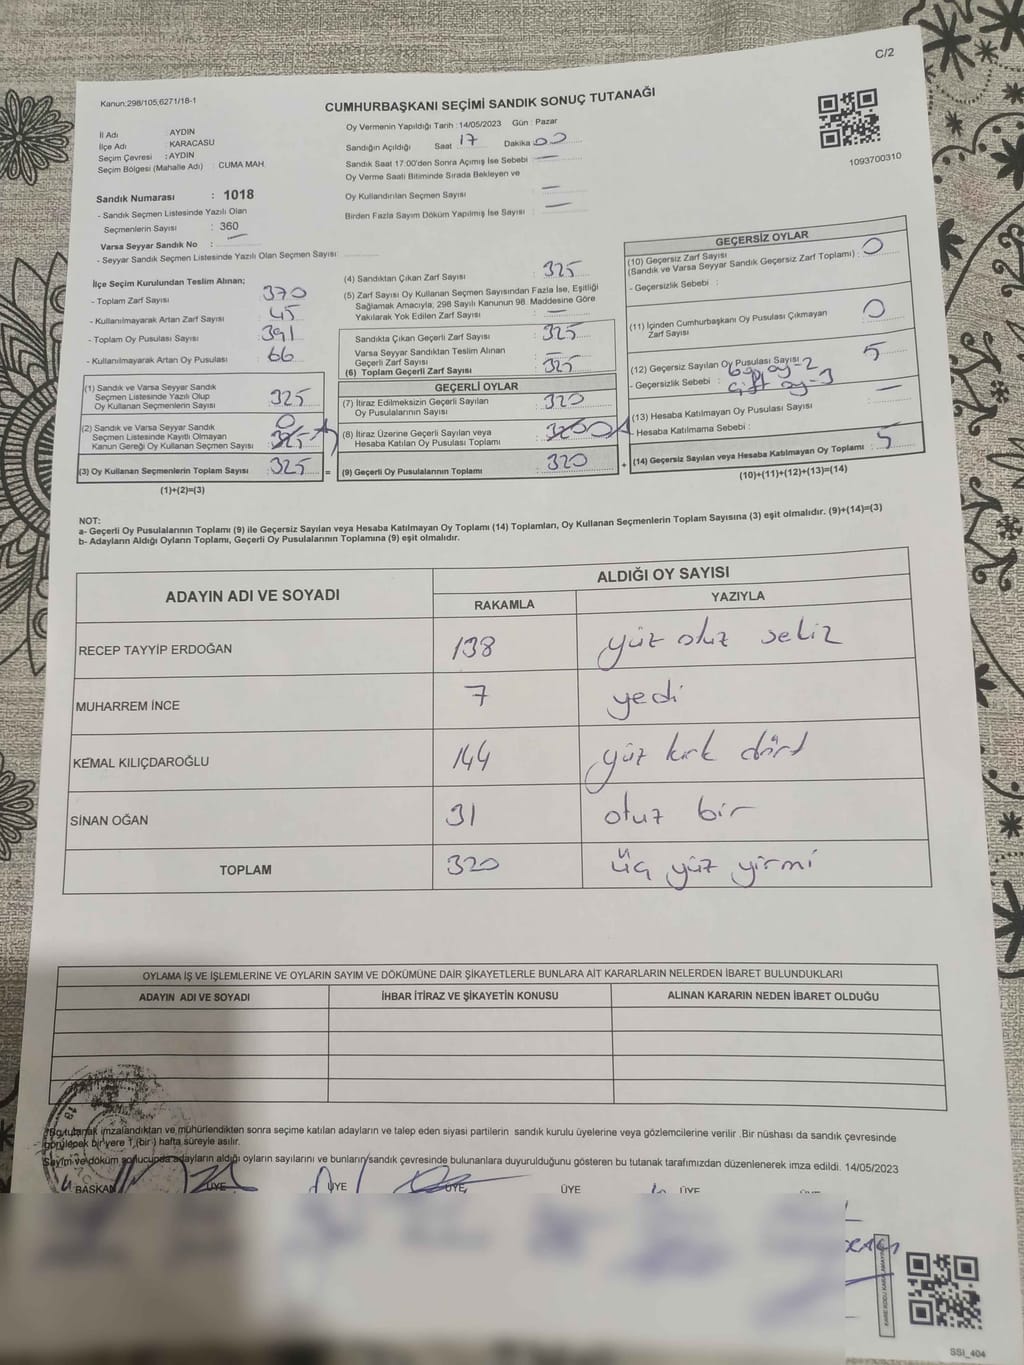 C/2
Kanun:298/105,6271/18-1
CUMHURBAŞKANI SEÇİMİ SANDIK SONUÇ TUTANAĞI
İl Adı : AYDIN
İlçe Adı : KARACASU
Seçim Çevresi : AYDIN
Seçim Bölgesi (Mahalle Adı) : CUMA MAH.
Sandık Numarası : 1018
- Sandık Seçmen Listesinde Yazılı Olan
Seçmenlerin Sayısı : 360
Varsa Seyyar Sandık No :
- Seyyar Sandık Seçmen Listesinde Yazılı Olan Seçmen Sayısı:
Oy Vermenin Yapıldığı Tarih : 14/05/2023 Gün : Pazar
Sandığın Açıldığı Saat 17 Dakika 00
Sandık Saat 17:00'den Sonra Açımış İse Sebebi : —
Oy Verme Saati Bitiminde Sırada Bekleyen ve
Oy Kullandırılan Seçmen Sayısı : —
Birden Fazla Sayım Döküm Yapılmış İse Sayısı : —
1093700310
İlçe Seçim Kurulundan Teslim Alınan;
- Toplam Zarf Sayısı : 370
- Kullanılmayarak Artan Zarf Sayısı : 45
- Toplam Oy Pusulası Sayısı : 391
- Kullanılmayarak Artan Oy Pusulası : 66
(1) Sandık ve Varsa Seyyar Sandık
Seçmen Listesinde Yazılı Olup
Oy Kullanan Seçmenlerin Sayısı : 325
(2) Sandık ve Varsa Seyyar Sandık
Seçmen Listesinde Kayıtlı Olmayan
Kanun Gereği Oy Kullanan Seçmen Sayısı : 0 325
(3) Oy Kullanan Seçmenlerin Toplam Sayısı : 325 =
(1)+(2)=(3)
(4) Sandıktan Çıkan Zarf Sayısı : 325
(5) Zarf Sayısı Oy Kullanan Seçmen Sayısından Fazla İse, Eşitliği
Sağlamak Amacıyla, 298 Sayılı Kanunun 98. Maddesine Göre
Yakılarak Yok Edilen Zarf Sayısı : —
Sandıkta Çıkan Geçerli Zarf Sayısı : 325
Varsa Seyyar Sandıktan Teslim Alınan
Geçerli Zarf Sayısı : —
(6) Toplam Geçerli Zarf Sayısı : 325
GEÇERLİ OYLAR
(7) İtiraz Edilmeksizin Geçerli Sayılan
Oy Pusulasının Sayısı : 320
(8) İtiraz Üzerine Geçerli Sayılan veya
Hesaba Katılan Oy Pusulası Toplamı : 320 0
(9) Geçerli Oy Pusulalarının Toplamı : 320 +
GEÇERSİZ OYLAR
(10) Geçersiz Zarf Sayısı
(Sandık ve Varsa Seyyar Sandık Geçersiz Zarf Toplamı) : 0
- Geçersizlik Sebebi :
(11) İçinden Cumhurbaşkanı Oy Pusulası Çıkmayan
Zarf Sayısı : 0
(12) Geçersiz Sayılan Oy Pusulası Sayısı : 5
- Geçersizlik Sebebi : boş oy-2
çift oy-3
(13) Hesaba Katılmayan Oy Pusulası Sayısı : —
- Hesaba Katılmama Sebebi :
(14) Geçersiz Sayılan veya Hesaba Katılmayan Oy Toplamı : 5
(10)+(11)+(12)+(13)=(14)
NOT:
a- Geçerli Oy Pusulalarının Toplamı (9) ile Geçersiz Sayılan veya Hesaba Katılmayan Oy Toplamı (14) Toplamları, Oy Kullanan Seçmenlerin Toplam Sayısına (3) eşit olmalıdır. (9)+(14)=(3)
b- Adayların Aldığı Oyların Toplamı, Geçerli Oy Pusulalarının Toplamına (9) eşit olmalıdır.
ADAYIN ADI VE SOYADI ALDIĞI OY SAYISI
RAKAMLA YAZIYLA
RECEP TAYYİP ERDOĞAN 138 yüz otuz sekiz
MUHARREM İNCE 7 yedi
KEMAL KILIÇDAROĞLU 144 yüz kırk dört
SİNAN OĞAN 31 otuz bir
TOPLAM 320 üç yüz yirmi
OYLAMA İŞ VE İŞLEMLERİNE VE OYLARIN SAYIM VE DÖKÜMÜNE DAİR ŞİKAYETLERLE BUNLARA AİT KARARLARIN NELERDEN İBARET BULUNDUKLARI
ADAYIN ADI VE SOYADI İHBAR İTİRAZ VE ŞİKAYETİN KONUSU ALINAN KARARIN NEDEN İBARET OLDUĞU
Bu tutanak imzalandıktan ve mühürlendikten sonra seçime katılan adayların ve talep eden siyasi partilerin sandık kurulu üyelerine veya gözlemcilerine verilir .Bir nüshası da sandık çevresinde
görülecek bir yere 1 (bir) hafta süreyle asılır.
Sayım ve döküm sonucunda adayların aldığı oyların sayılarını ve bunların sandık çevresinde bulunanlara duyurulduğunu gösteren bu tutanak tarafımızdan düzenlenerek imza edildi. 14/05/2023
BAŞKAN ÜYE ÜYE ÜYE ÜYE ÜYE ÜYE
SSI_404